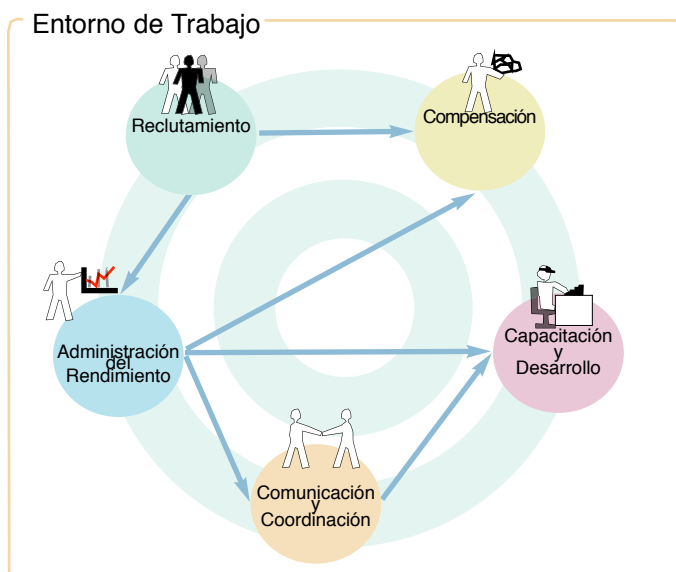 Entorno de Trabajo
Reclutamiento
Compensación
Administración
del
Rendimiento
Capacitación
y
Desarrollo
Comunicación
y
Coordinación